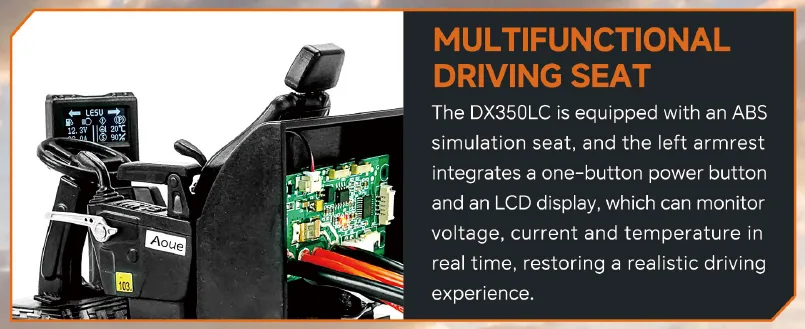 MULTIFUNCTIONAL
DRIVING SEAT
The DX350LC is equipped with an ABS
simulation seat, and the left armrest
integrates a one-button power button
and an LCD display, which can monitor
voltage, current and temperature in
real time, restoring a realistic driving
experience.
LESU
12.3V
20℃
90%
Aoue
103